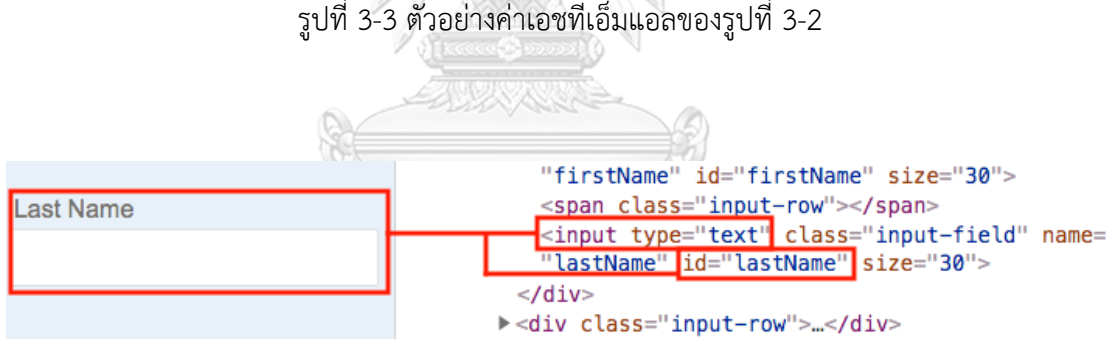 รูปที่ 3-3 ตัวอย่างค่าเอชทีเอ็มแอลของรูปที่ 3-2
Last Name
"firstName" id="firstName" size="30">
<span class="input-row"></span>
<input type="text" class="input-field" name=
"lastName" id="lastName" size="30">
</div>
▶<div class="input-row">…</div>